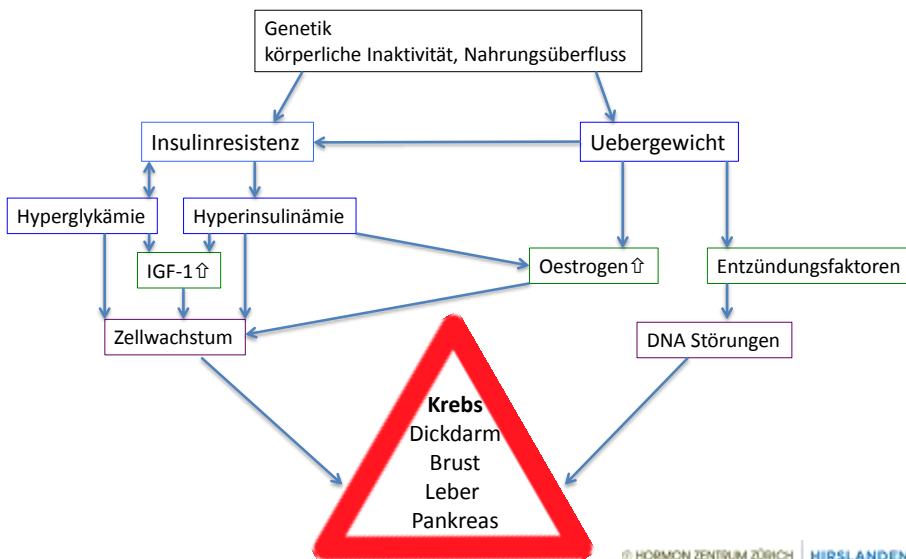 Genetik
körperliche Inaktivität, Nahrungsüberfluss
Insulinresistenz
Uebergewicht
Hyperglykämie
Hyperinsulinämie
IGF-1⇧
Oestrogen⇧
Entzündungsfaktoren
Zellwachstum
DNA Störungen
Krebs
Dickdarm
Brust
Leber
Pankreas
© HORMON ZENTRUM ZÜRICH | HIRSLANDEN